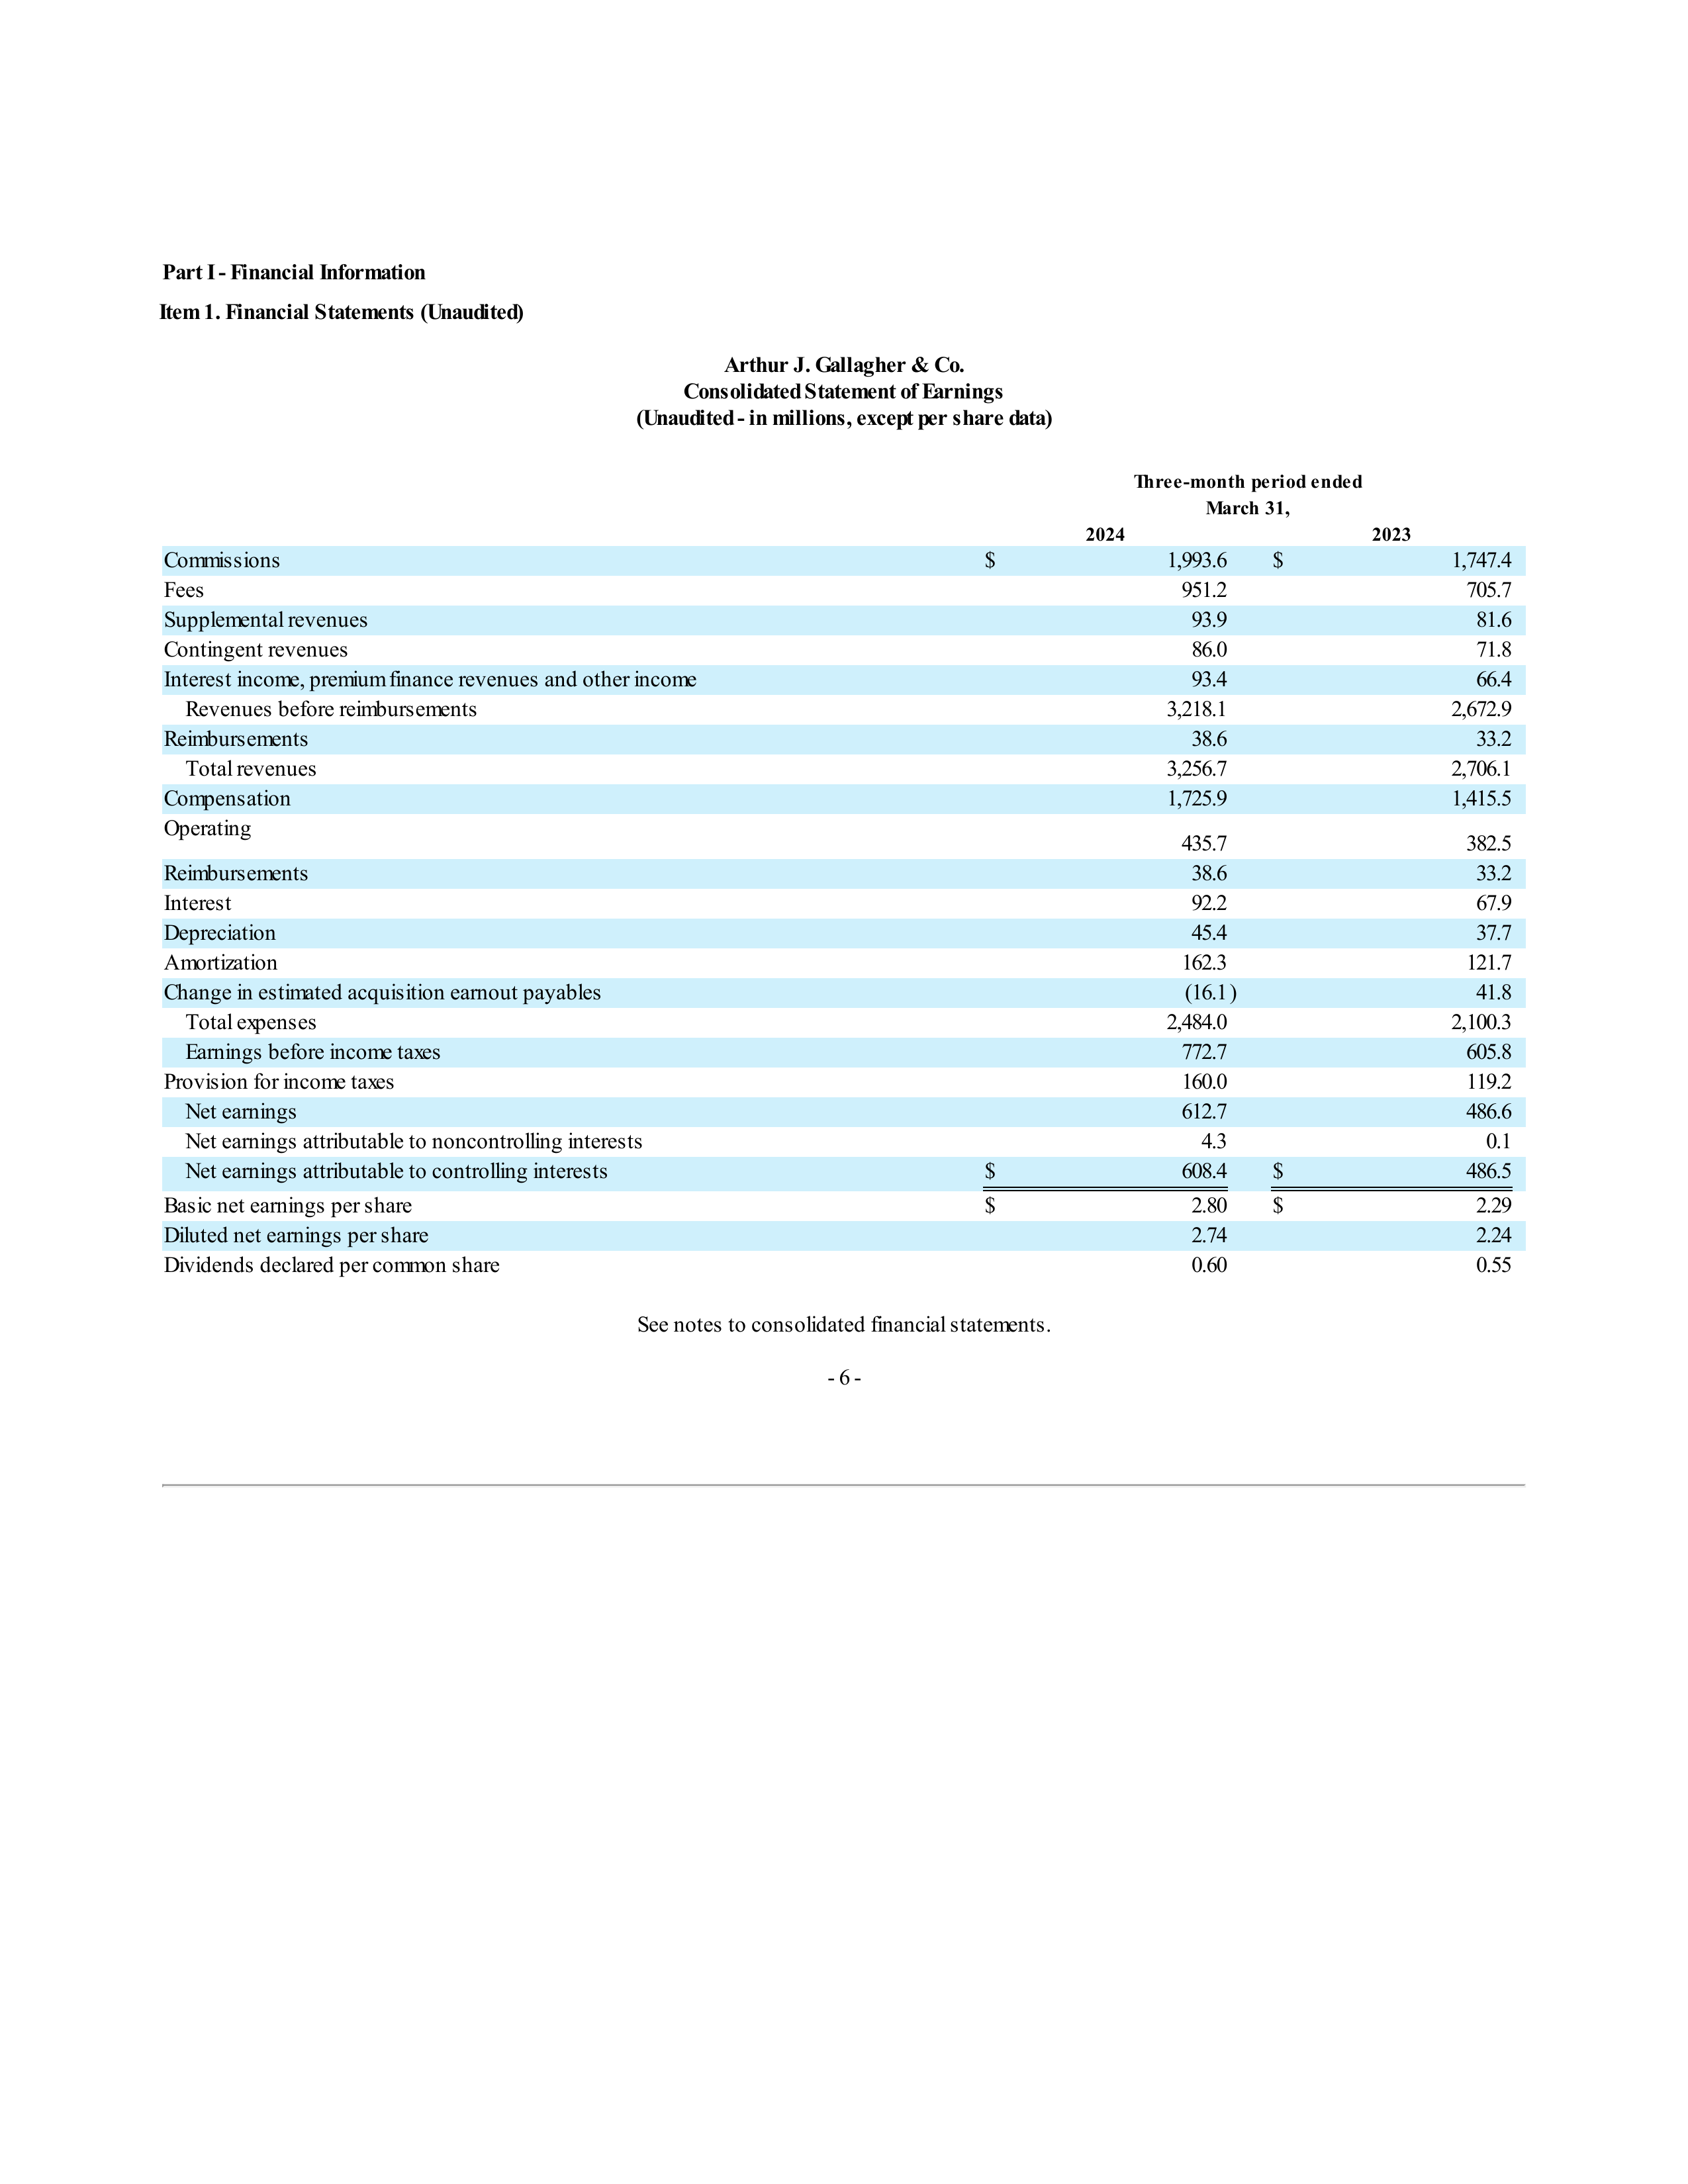 Part I - Financial Information
Item 1. Financial Statements (Unaudited)
Arthur J. Gallagher & Co.
Consolidated Statement of Earnings
(Unaudited - in millions, except per share data)
Three-month period ended
March 31,
2024 2023
Commissions $ 1,993.6 $ 1,747.4
Fees 951.2 705.7
Supplemental revenues 93.9 81.6
Contingent revenues 86.0 71.8
Interest income, premium finance revenues and other income 93.4 66.4
Revenues before reimbursements 3,218.1 2,672.9
Reimbursements 38.6 33.2
Total revenues 3,256.7 2,706.1
Compensation 1,725.9 1,415.5
Operating 435.7 382.5
Reimbursements 38.6 33.2
Interest 92.2 67.9
Depreciation 45.4 37.7
Amortization 162.3 121.7
Change in estimated acquisition earnout payables (16.1) 41.8
Total expenses 2,484.0 2,100.3
Earnings before income taxes 772.7 605.8
Provision for income taxes 160.0 119.2
Net earnings 612.7 486.6
Net earnings attributable to noncontrolling interests 4.3 0.1
Net earnings attributable to controlling interests $ 608.4 $ 486.5
Basic net earnings per share $ 2.80 $ 2.29
Diluted net earnings per share 2.74 2.24
Dividends declared per common share 0.60 0.55
See notes to consolidated financial statements.
- 6 -